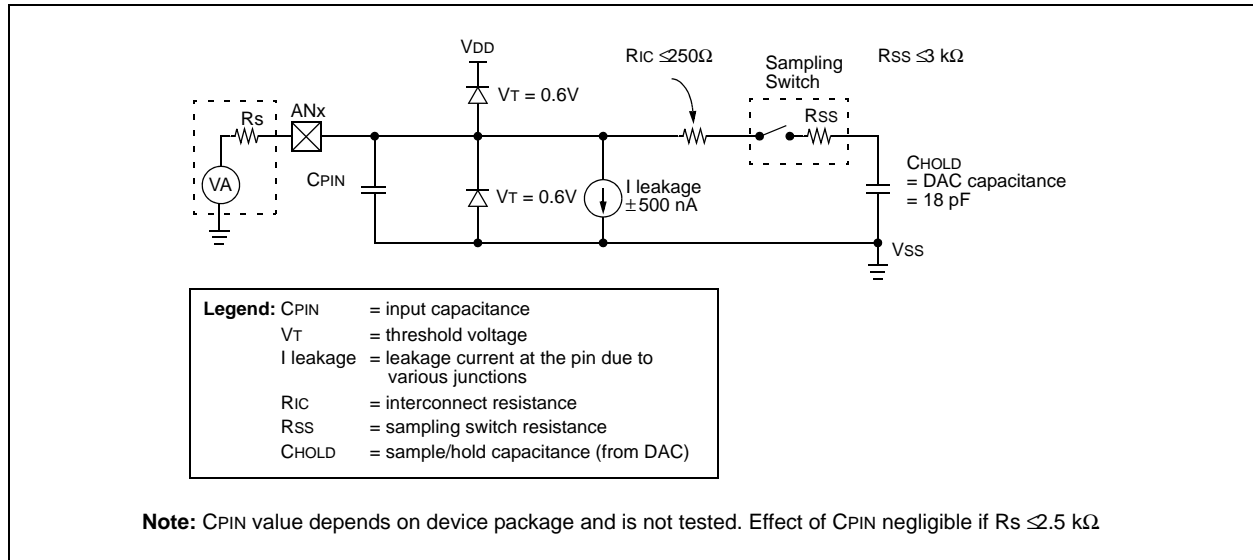 VDD
RIC ≤250Ω
Sampling
Switch
RSS ≤3 kΩ
VT = 0.6V
Rs
ANx
RSS
VA
CPIN
VT = 0.6V
I leakage
±500 nA
CHOLD
= DAC capacitance
= 18 pF
VSS
Legend: CPIN = input capacitance
VT = threshold voltage
I leakage = leakage current at the pin due to
various junctions
RIC = interconnect resistance
RSS = sampling switch resistance
CHOLD = sample/hold capacitance (from DAC)
Note: CPIN value depends on device package and is not tested. Effect of CPIN negligible if Rs ≤2.5 kΩ